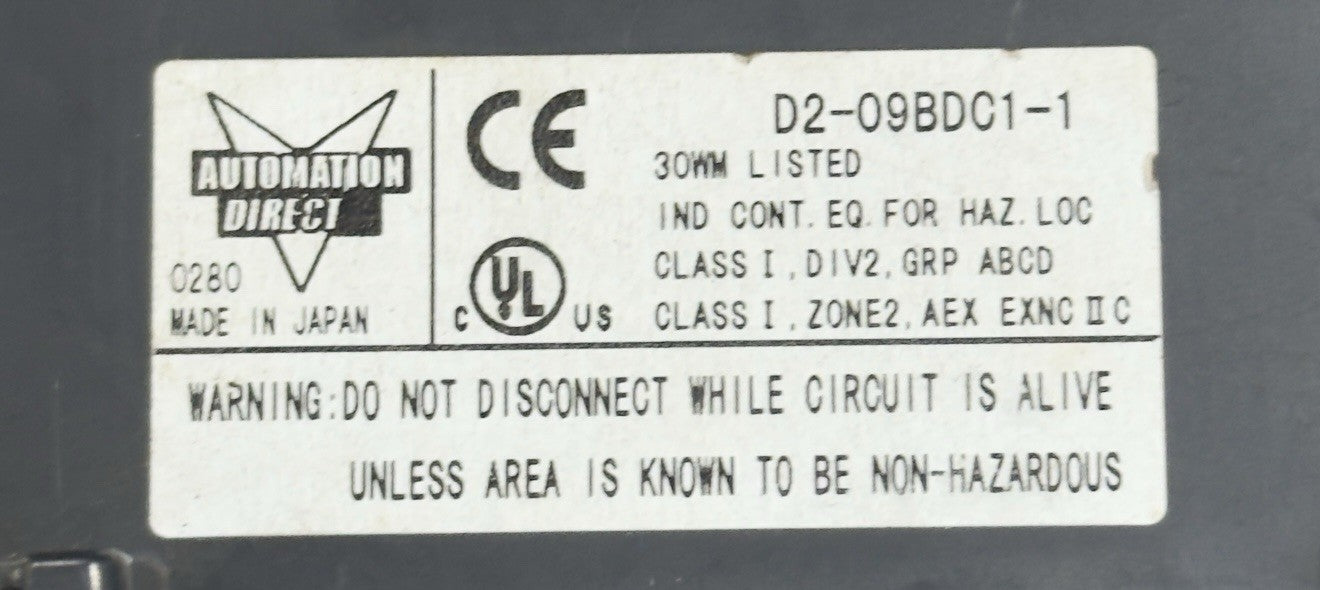 AUTOMATION
DIRECT
0280
MADE IN JAPAN
CE
C UL US
D2-09BDC1-1
30WM LISTED
IND CONT. EQ. FOR HAZ. LOC
CLASS I, DIV2, GRP ABCD
CLASS I, ZONE2, AEX EXNC II C
WARNING:DO NOT DISCONNECT WHILE CIRCUIT IS ALIVE
UNLESS AREA IS KNOWN TO BE NON-HAZARDOUS